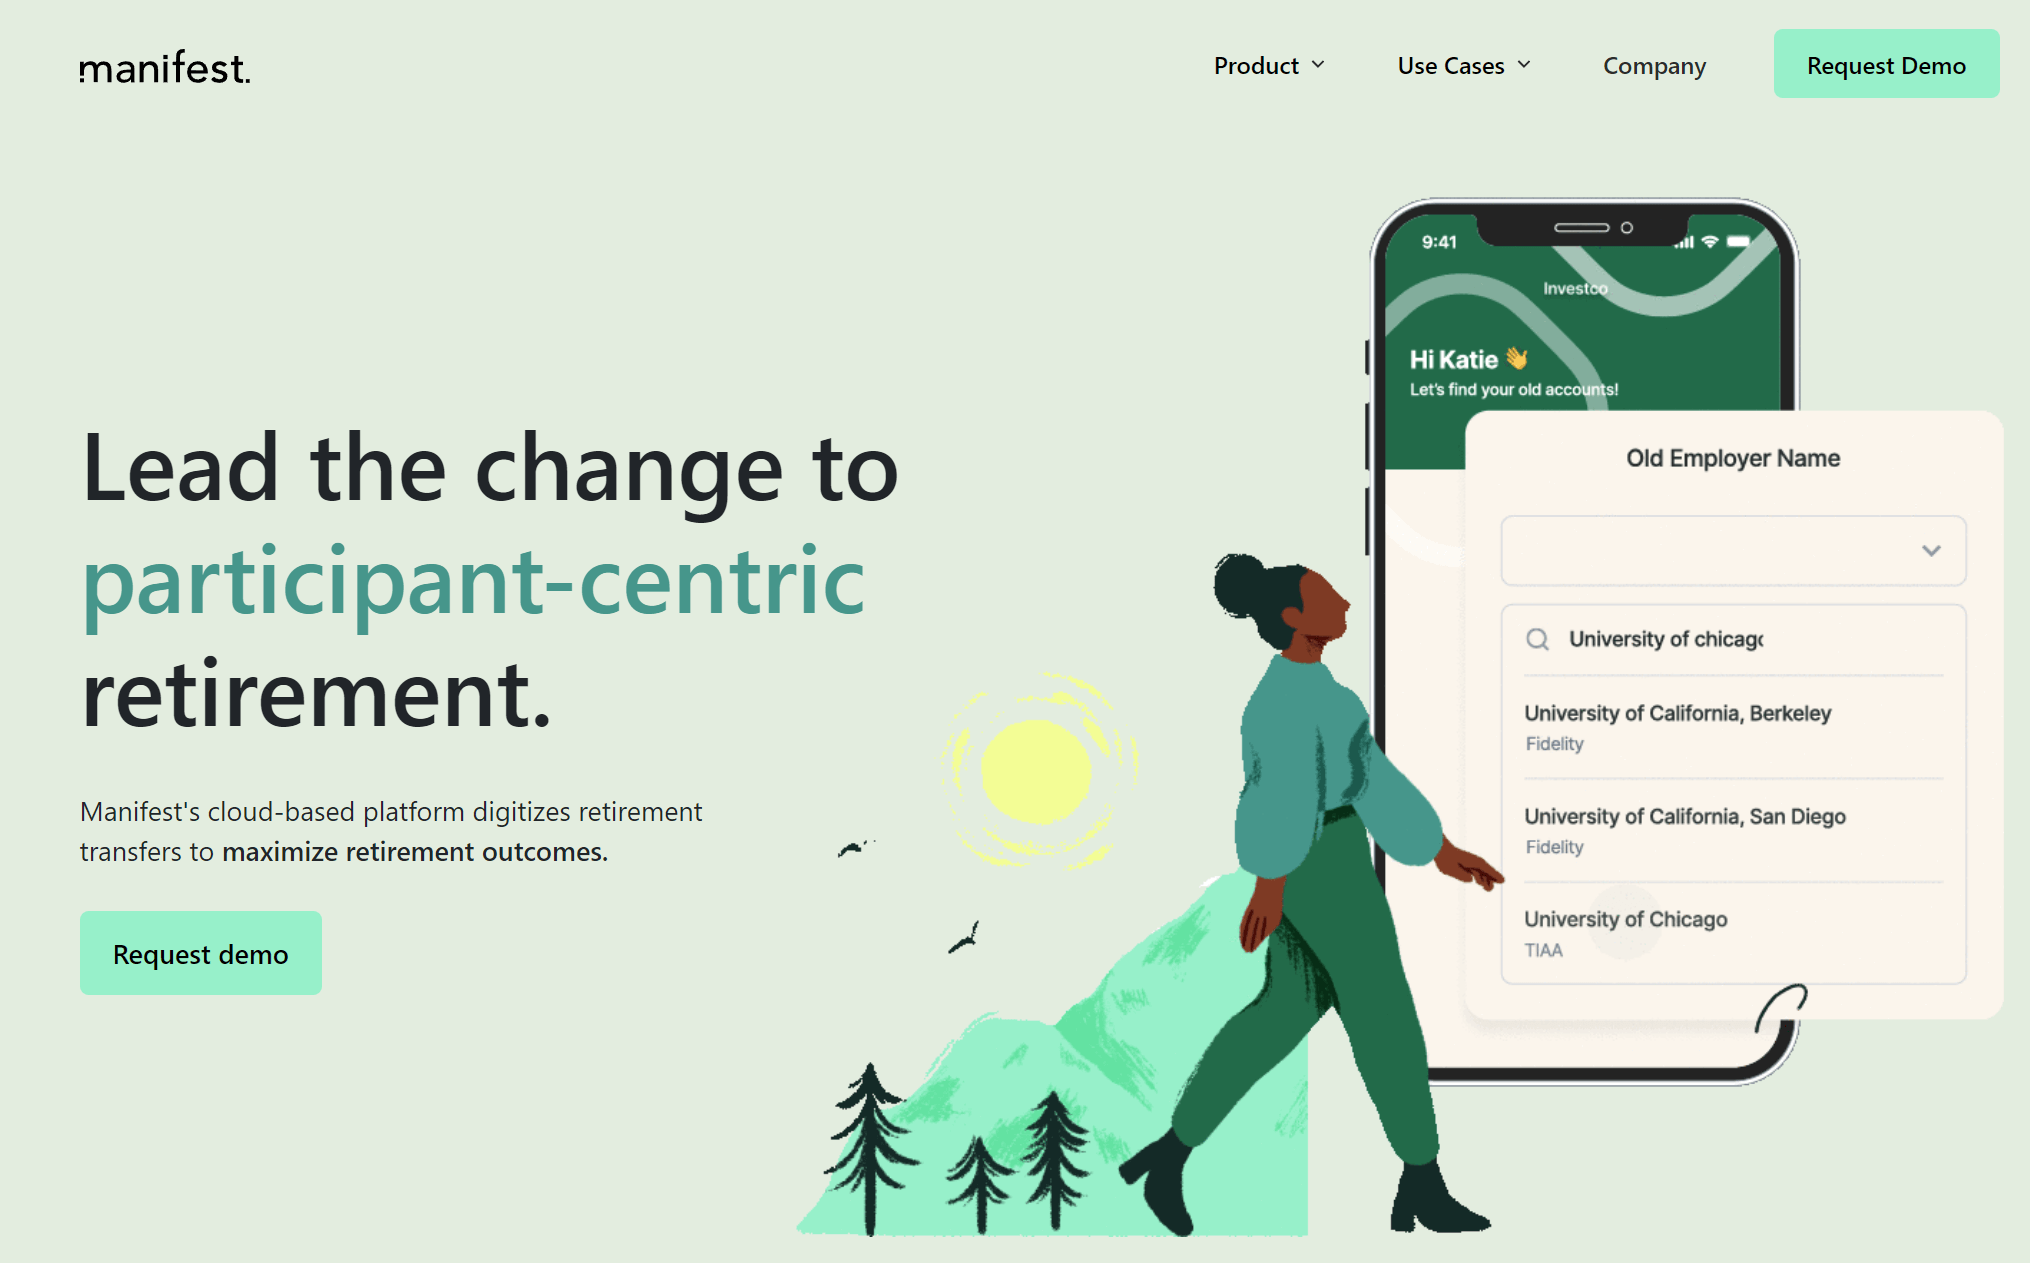 manifest.
Product
Use Cases
Company
Request Demo
Lead the change to
participant-centric
retirement.
Manifest's cloud-based platform digitizes retirement
transfers to maximize retirement outcomes.
Request demo
9:41
Investco
Hi Katie 👋
Let's find your old accounts!
Old Employer Name
University of chicago
University of California, Berkeley
Fidelity
University of California, San Diego
Fidelity
University of Chicago
TIAA